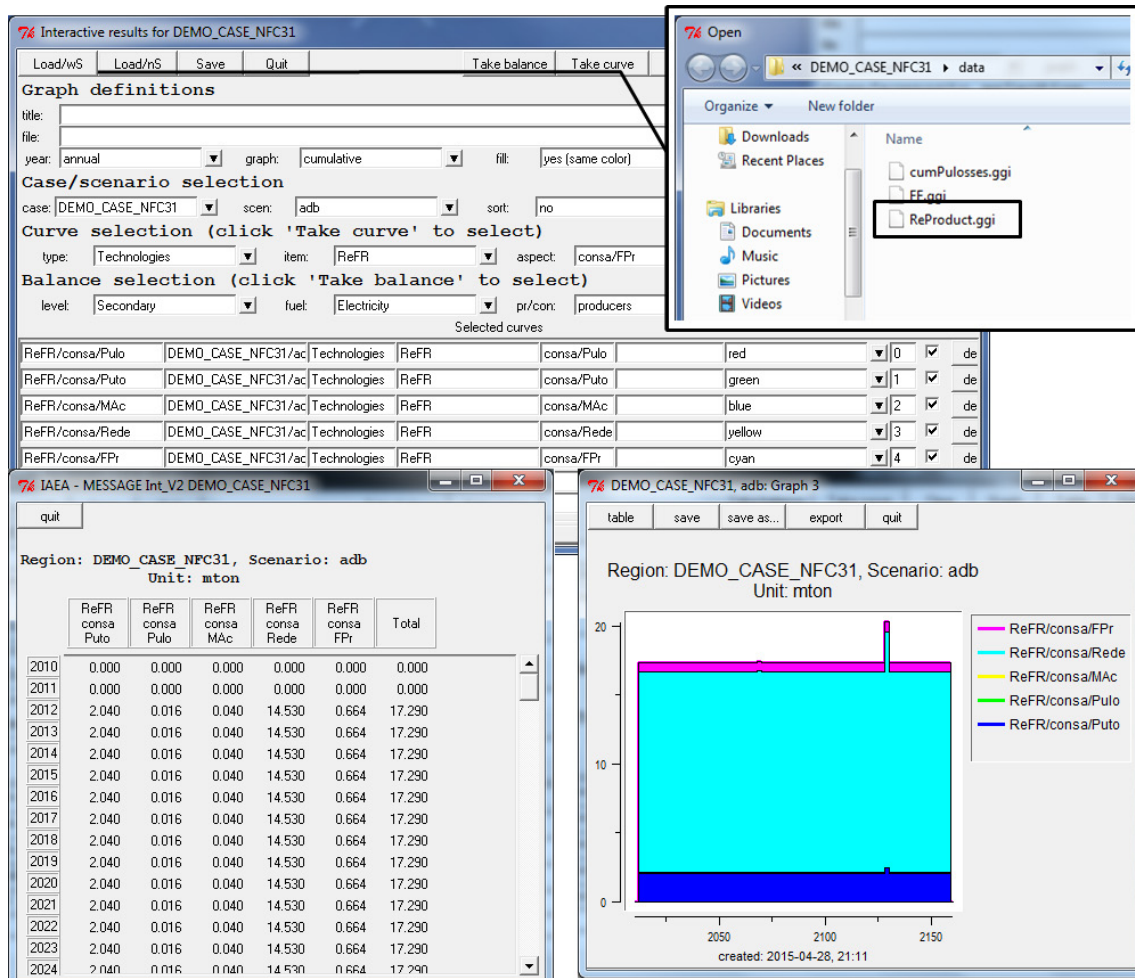 Interactive results for DEMO_CASE_NFC31
Load/wS Load/nS Save Quit Take balance Take curve
Graph definitions
title:
file:
year: annual graph: cumulative fill: yes (same color)
Case/scenario selection
case: DEMO_CASE_NFC31 scen: adb sort: no
Curve selection (click 'Take curve' to select)
type: Technologies item: ReFR aspect: consa/FPr
Balance selection (click 'Take balance' to select)
level: Secondary fuel: Electricity pr/con: producers
Selected curves
ReFR/consa/Pulo DEMO_CASE_NFC31/ac Technologies ReFR consa/Pulo red 0 de
ReFR/consa/Puto DEMO_CASE_NFC31/ac Technologies ReFR consa/Puto green 1 de
ReFR/consa/MAc DEMO_CASE_NFC31/ac Technologies ReFR consa/MAc blue 2 de
ReFR/consa/Rede DEMO_CASE_NFC31/ac Technologies ReFR consa/Rede yellow 3 de
ReFR/consa/FPr DEMO_CASE_NFC31/ac Technologies ReFR consa/FPr cyan 4 de
Open
« DEMO_CASE_NFC31 data
Organize New folder
Downloads
Recent Places
Libraries
Documents
Music
Pictures
Videos
Name
cumPulosses.ggi
FF.ggi
ReProduct.ggi
IAEA - MESSAGE Int_V2 DEMO_CASE_NFC31
quit
Region: DEMO_CASE_NFC31, Scenario: adb
Unit: mton
ReFR ReFR ReFR ReFR ReFR
consa consa consa consa consa Total
Puto Pulo MAc Rede FPr
2010 0.000 0.000 0.000 0.000 0.000 0.000
2011 0.000 0.000 0.000 0.000 0.000 0.000
2012 2.040 0.016 0.040 14.530 0.664 17.290
2013 2.040 0.016 0.040 14.530 0.664 17.290
2014 2.040 0.016 0.040 14.530 0.664 17.290
2015 2.040 0.016 0.040 14.530 0.664 17.290
2016 2.040 0.016 0.040 14.530 0.664 17.290
2017 2.040 0.016 0.040 14.530 0.664 17.290
2018 2.040 0.016 0.040 14.530 0.664 17.290
2019 2.040 0.016 0.040 14.530 0.664 17.290
2020 2.040 0.016 0.040 14.530 0.664 17.290
2021 2.040 0.016 0.040 14.530 0.664 17.290
2022 2.040 0.016 0.040 14.530 0.664 17.290
2023 2.040 0.016 0.040 14.530 0.664 17.290
2024 2.040 0.016 0.040 14.530 0.664 17.290
DEMO_CASE_NFC31, adb: Graph 3
table save save as... export quit
Region: DEMO_CASE_NFC31, Scenario: adb
Unit: mton
20
10
0
2050 2100 2150
created: 2015-04-28, 21:11
ReFR/consa/FPr
ReFR/consa/Rede
ReFR/consa/MAc
ReFR/consa/Pulo
ReFR/consa/Puto